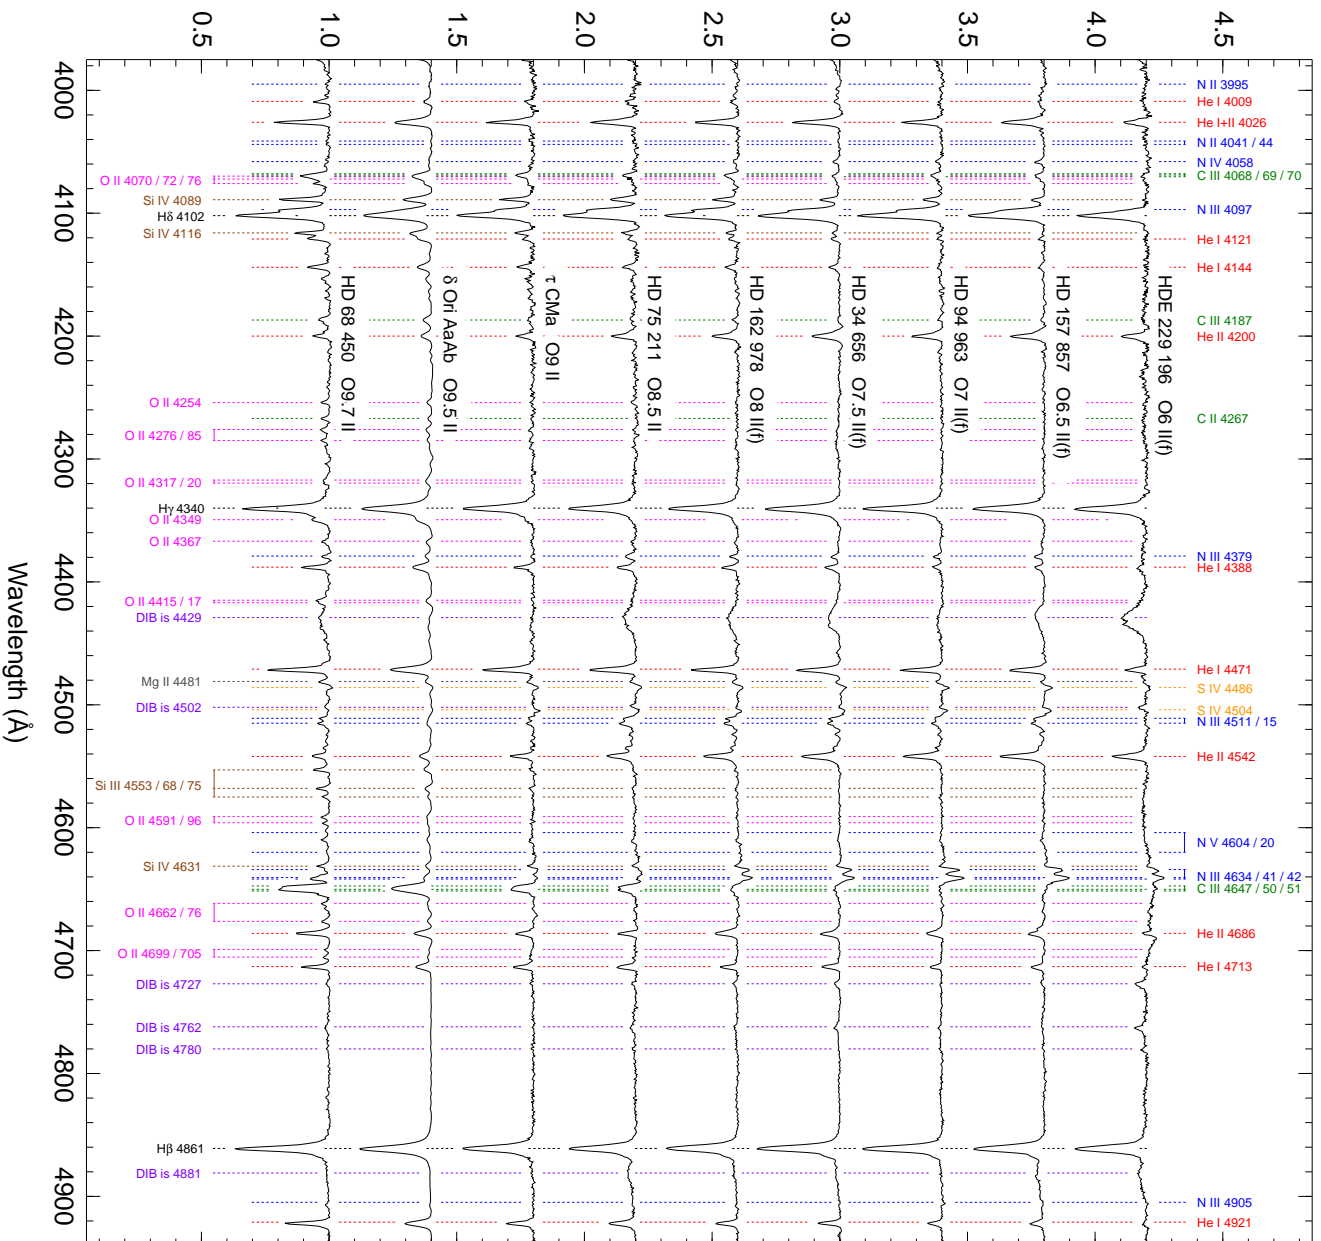 0.5
1.0
1.5
2.0
2.5
3.0
3.5
4.0
4.5
4000
4100
4200
4300
4400
4500
4600
4700
4800
4900
Wavelength (Å)
N II 3995
He I 4009
He I+II 4026
N II 4041 / 44
N IV 4058
C III 4068 / 69 / 70
N III 4097
He I 4121
He I 4144
C III 4187
He II 4200
C II 4267
N III 4379
He I 4388
He I 4471
S IV 4486
S IV 4504
N III 4511 / 15
He II 4542
N V 4604 / 20
N III 4634 / 41 / 42
C III 4647 / 50 / 51
He II 4686
He I 4713
N III 4905
He I 4921
O II 4070 / 72 / 76
Si IV 4089
Hδ 4102
Si IV 4116
O II 4254
O II 4276 / 85
O II 4317 / 20
Hγ 4340
O II 4349
O II 4367
O II 4415 / 17
DIB is 4429
Mg II 4481
DIB is 4502
Si III 4553 / 68 / 75
O II 4591 / 96
Si IV 4631
O II 4662 / 76
O II 4699 / 705
DIB is 4727
DIB is 4762
DIB is 4780
Hβ 4861
DIB is 4881
HDE 229 196 O6 II(f)
HD 157 857 O6.5 II(f)
HD 94 963 O7 II(f)
HD 34 656 O7.5 II(f)
HD 162 978 O8 II(f)
HD 75 211 O8.5 II
τ CMa O9 II
δ Ori AaAb O9.5 II
HD 68 450 O9.7 II